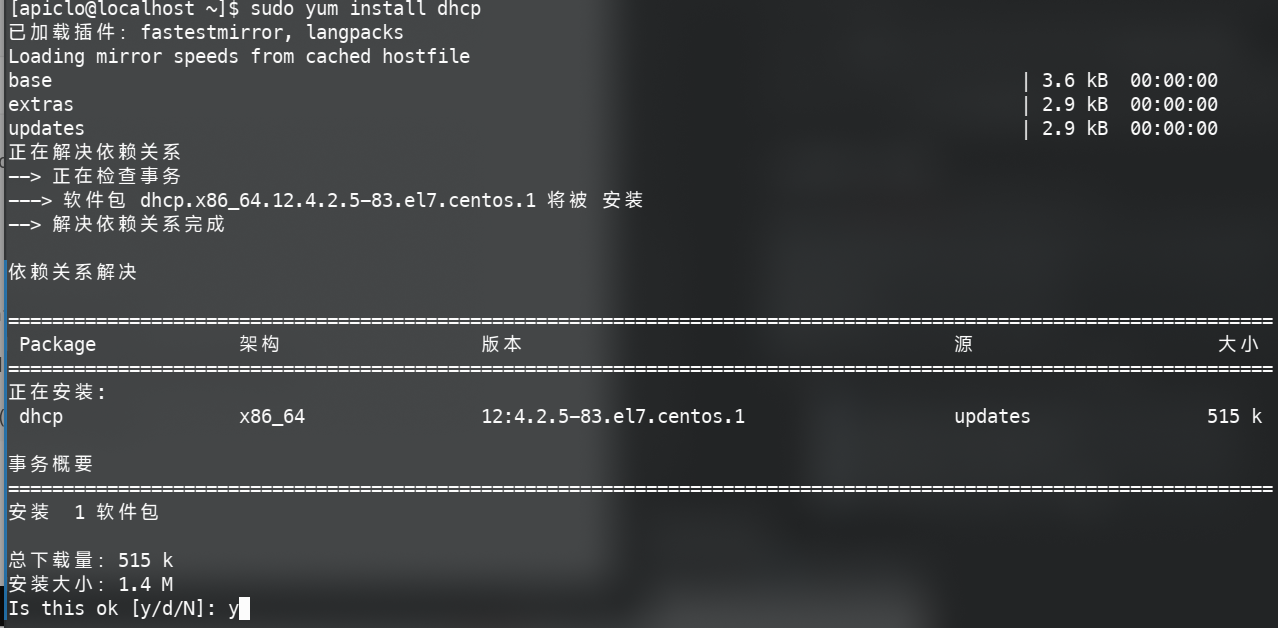 [apiclo@localhost ~]$ sudo yum install dhcp
已加载插件：fastestmirror, langpacks
Loading mirror speeds from cached hostfile
base | 3.6 kB 00:00:00
extras | 2.9 kB 00:00:00
updates | 2.9 kB 00:00:00
正在解决依赖关系
--> 正在检查事务
---> 软件包 dhcp.x86_64.12.4.2.5-83.el7.centos.1 将被 安装
--> 解决依赖关系完成
依赖关系解决
================================================================================
Package 架构 版本 源 大小
================================================================================
正在安装:
dhcp x86_64 12:4.2.5-83.el7.centos.1 updates 515 k
事务概要
================================================================================
安装 1 软件包
总下载量：515 k
安装大小：1.4 M
Is this ok [y/d/N]: y